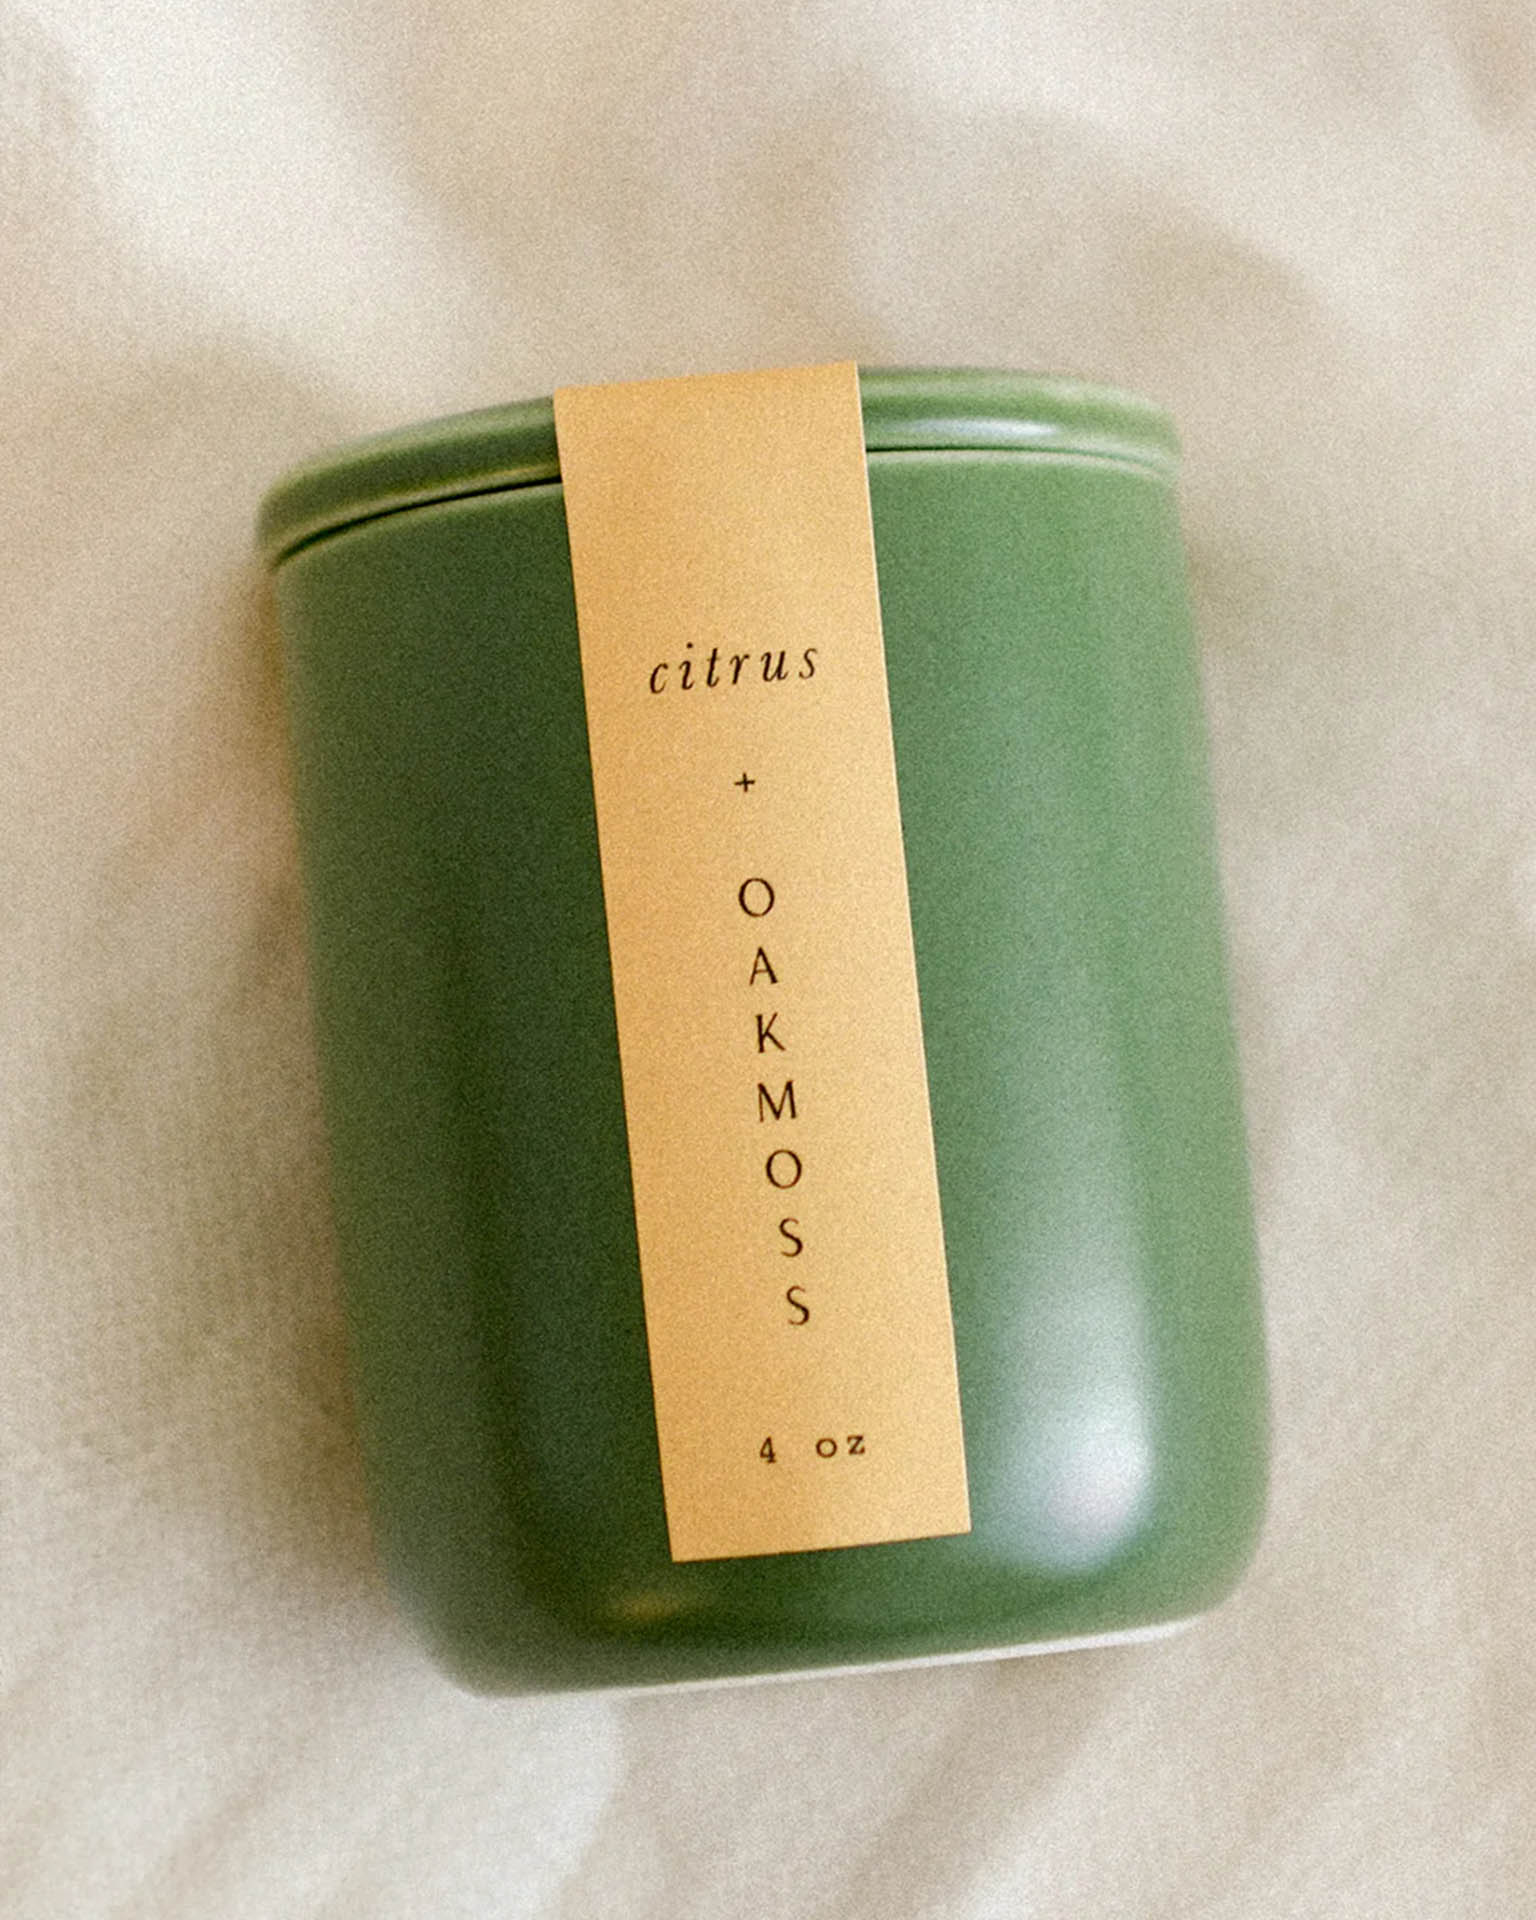 citrus
+
OAKMOSS
4 oz